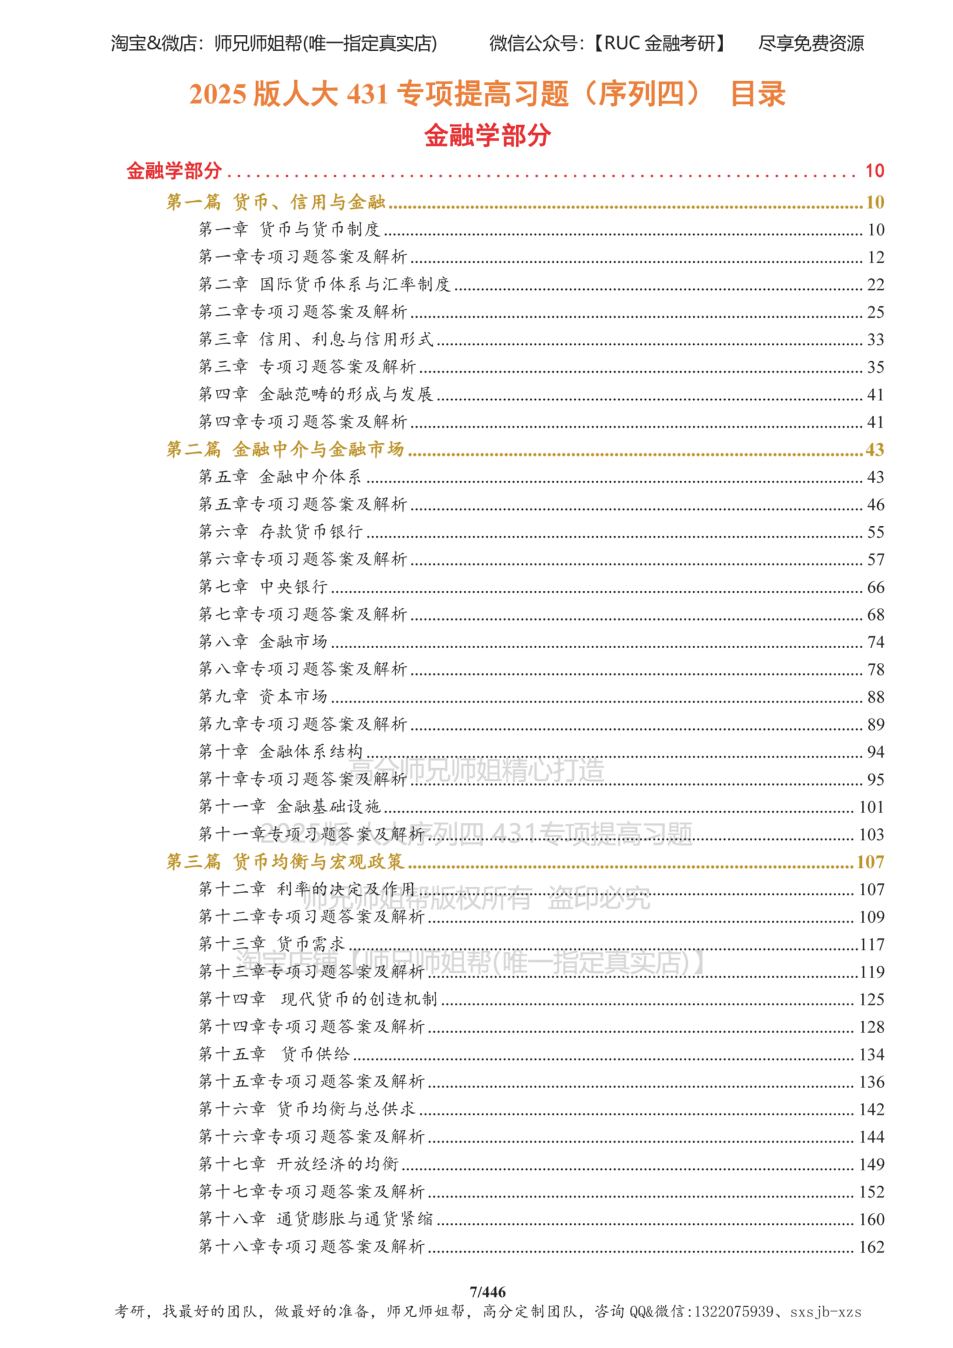 淘宝&微店：师兄师姐帮(唯一指定真实店) 微信公众号：【RUC 金融考研】 尽享免费资源
2025 版人大 431 专项提高习题（序列四） 目录
金融学部分
金融学部分 10
第一篇 货币、信用与金融 10
第一章 货币与货币制度 10
第一章专项习题答案及解析 12
第二章 国际货币体系与汇率制度 22
第二章专项习题答案及解析 25
第三章 信用、利息与信用形式 33
第三章 专项习题答案及解析 35
第四章 金融范畴的形成与发展 41
第四章专项习题答案及解析 41
第二篇 金融中介与金融市场 43
第五章 金融中介体系 43
第五章专项习题答案及解析 46
第六章 存款货币银行 55
第六章专项习题答案及解析 57
第七章 中央银行 66
第七章专项习题答案及解析 68
第八章 金融市场 74
第八章专项习题答案及解析 78
第九章 资本市场 88
第九章专项习题答案及解析 89
第十章 金融体系结构 94
高分师兄师姐精心打造
第十章专项习题答案及解析 95
第十一章 金融基础设施 101
第十一章专项习题答案及解析 103
2025版 人大序列四 431专项提高习题
第三篇 货币均衡与宏观政策 107
第十二章 利率的决定及作用 107
师兄师姐帮版权所有 盗印必究
第十二章专项习题答案及解析 109
第十三章 货币需求 117
淘宝店铺【师兄师姐帮(唯一指定真实店)】
第十三章专项习题答案及解析 119
第十四章 现代货币的创造机制 125
第十四章专项习题答案及解析 128
第十五章 货币供给 134
第十五章专项习题答案及解析 136
第十六章 货币均衡与总供求 142
第十六章专项习题答案及解析 144
第十七章 开放经济的均衡 149
第十七章专项习题答案及解析 152
第十八章 通货膨胀与通货紧缩 160
第十八章专项习题答案及解析 162
7/446
考研，找最好的团队，做最好的准备，师兄师姐帮，高分定制团队，咨询 QQ&微信:1322075939、sxsjb-xzs